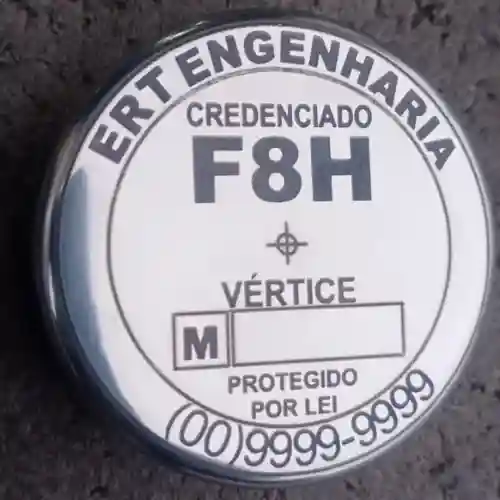 ERT ENGENHARIA
CREDENCIADO
F8H
VÉRTICE
M
PROTEGIDO
POR LEI
(00)9999-9999